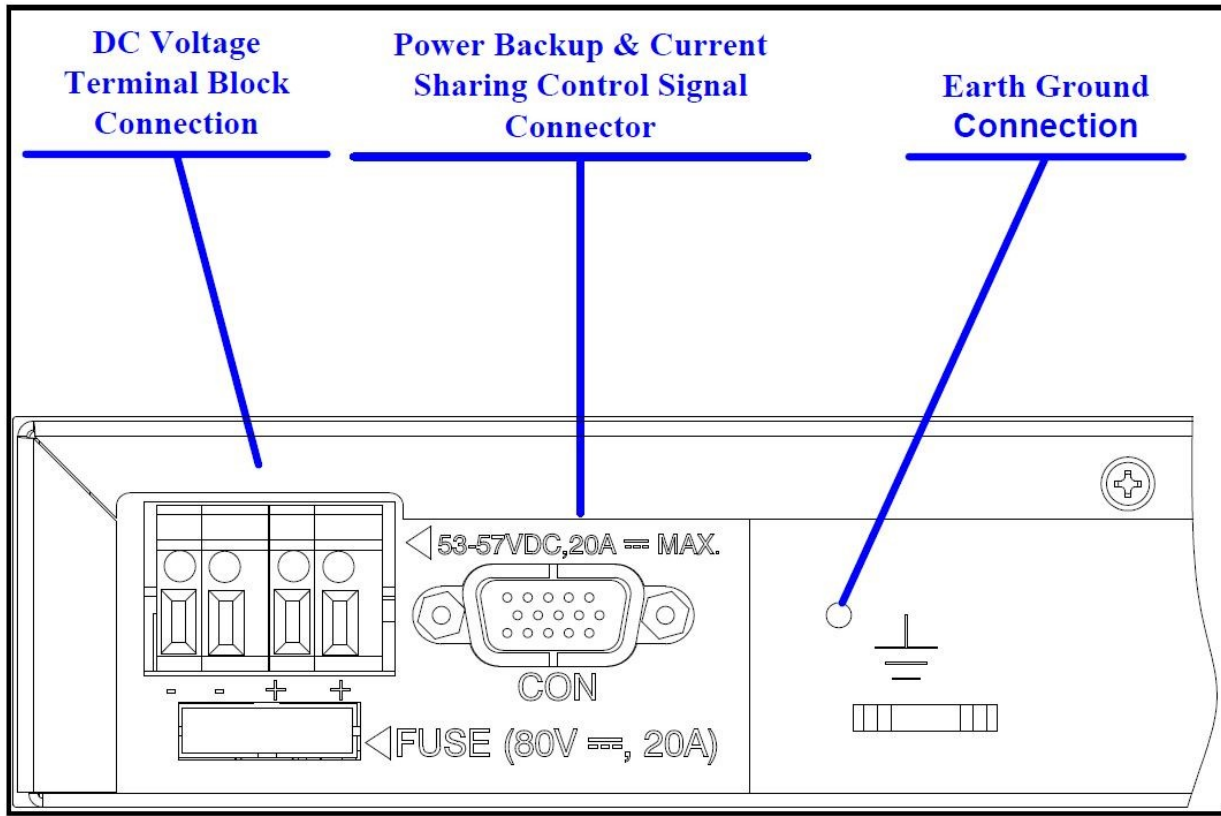 DC Voltage
Terminal Block
Connection
Power Backup & Current
Sharing Control Signal
Connector
Earth Ground
Connection
53-57VDC,20A ⎓ MAX.
- - + +
CON
FUSE (80V ⎓, 20A)